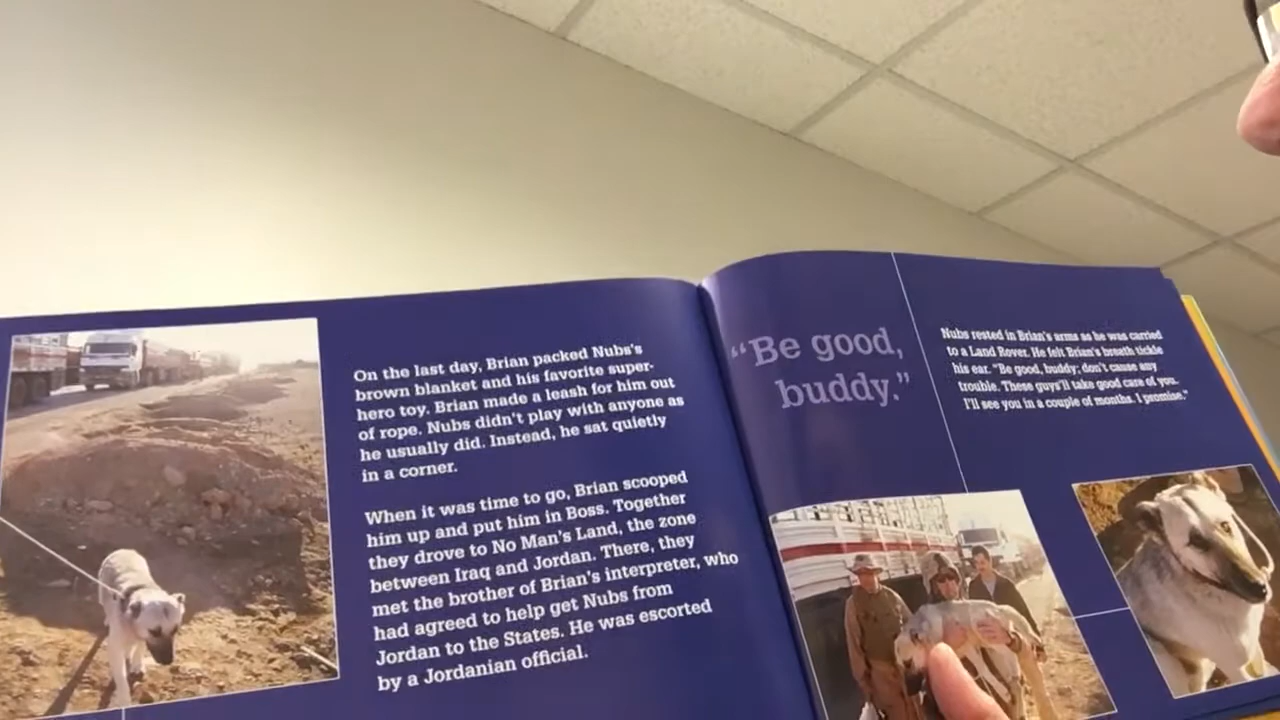 On the last day, Brian packed Nubs's
brown blanket and his favorite super-
hero toy. Brian made a leash for him out
of rope. Nubs didn't play with anyone as
he usually did. Instead, he sat quietly
in a corner.
When it was time to go, Brian scooped
him up and put him in Boss. Together
they drove to No Man's Land, the zone
between Iraq and Jordan. There, they
met the brother of Brian's interpreter, who
had agreed to help get Nubs from
Jordan to the States. He was escorted
by a Jordanian official.
“Be good,
buddy.”
Nubs rested in Brian's arms as he was carried
to a Land Rover. He felt Brian's breath tickle
his ear. “Be good, buddy; don't cause any
trouble. These guys'll take good care of you.
I'll see you in a couple of months. I promise.”